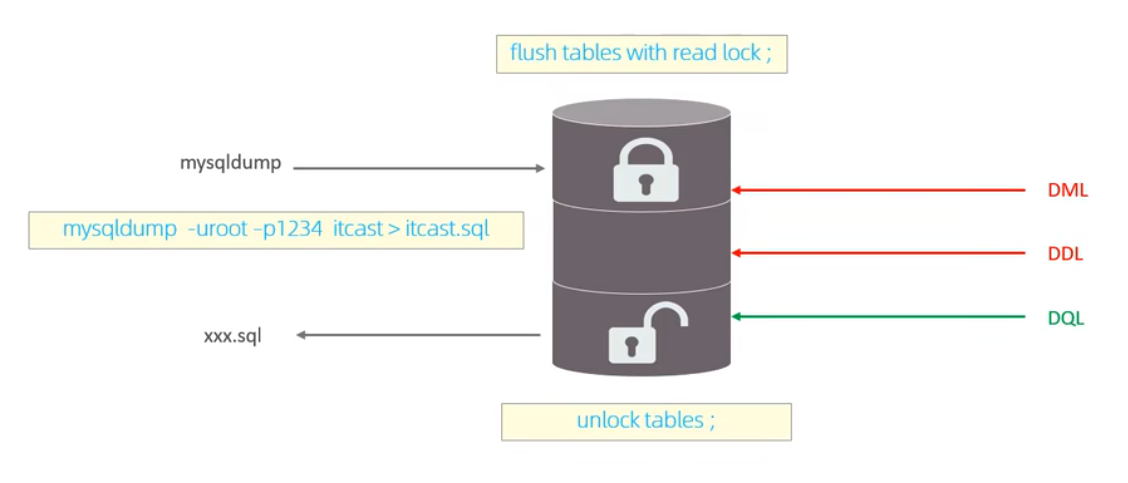 flush tables with read lock ;
mysqldump
DML
mysqldump -uroot –p1234 itcast > itcast.sql
DDL
DQL
xxx.sql
unlock tables ;